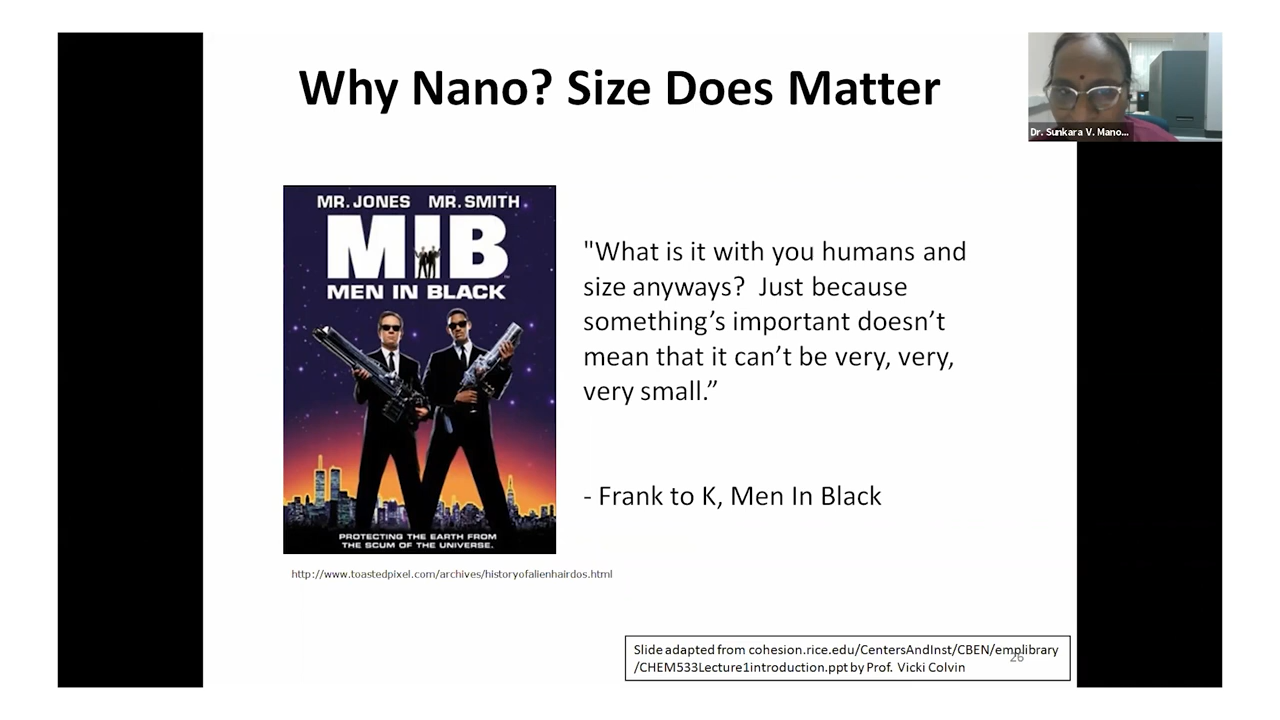 Why Nano? Size Does Matter
Dr. Sunkara V. Mano...
MR. JONES MR. SMITH
MIB
MEN IN BLACK
PROTECTING THE EARTH FROM
THE SCUM OF THE UNIVERSE.
http://www.toastedpixel.com/archives/historyofalienhairdos.html
"What is it with you humans and
size anyways?  Just because
something’s important doesn’t
mean that it can’t be very, very,
very small.”
- Frank to K, Men In Black
Slide adapted from cohesion.rice.edu/CentersAndInst/CBEN/emplibrary
/CHEM533Lecture1introduction.ppt by Prof. Vicki Colvin
26